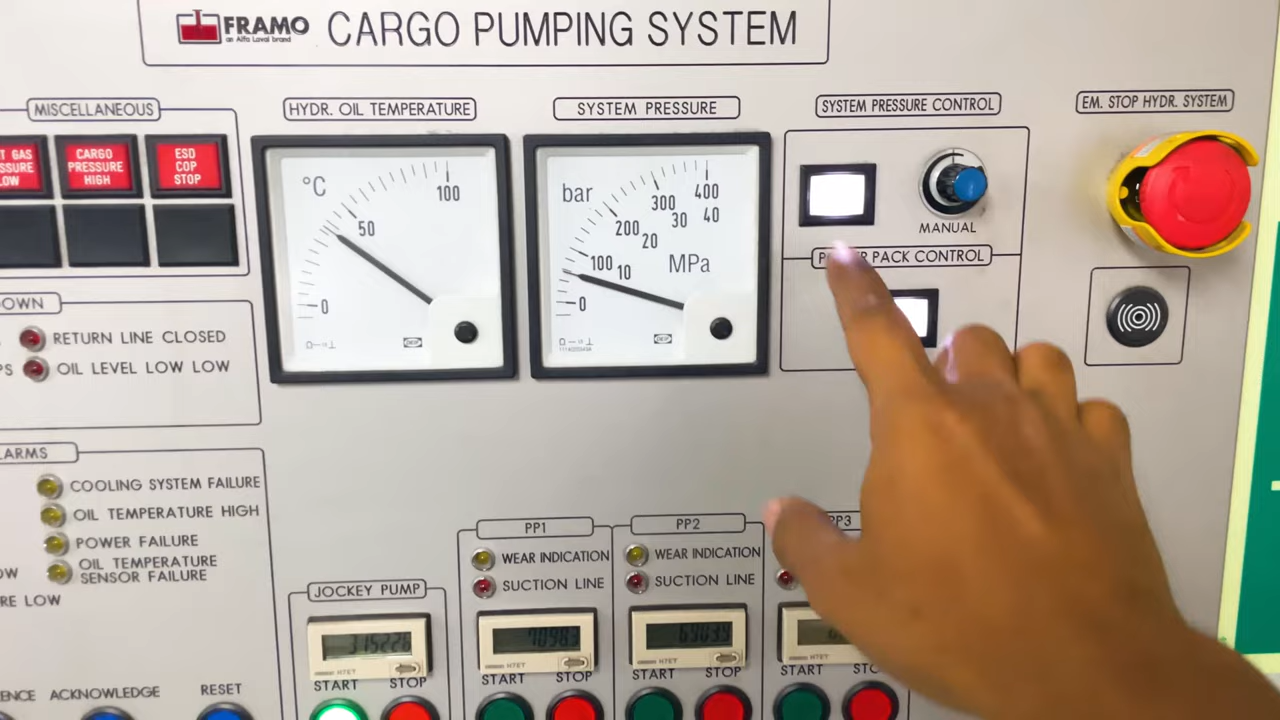 FRAMO
an Alfa Laval brand
CARGO PUMPING SYSTEM
MISCELLANEOUS
GAS
LOW
CARGO
PRESSURE
HIGH
ESD
COP
STOP
HYDR. OIL TEMPERATURE
°C
100
50
0
SYSTEM PRESSURE
bar
400
300
40
30
200
20
100
10
MPa
0
SYSTEM PRESSURE CONTROL
MANUAL
PACK CONTROL
EM. STOP HYDR. SYSTEM
RETURN LINE CLOSED
OIL LEVEL LOW LOW
COOLING SYSTEM FAILURE
OIL TEMPERATURE HIGH
POWER FAILURE
OIL TEMPERATURE
SENSOR FAILURE
ACKNOWLEDGE
RESET
JOCKEY PUMP
START
STOP
PP1
WEAR INDICATION
SUCTION LINE
START
STOP
PP2
WEAR INDICATION
SUCTION LINE
START
STOP
PP3
START